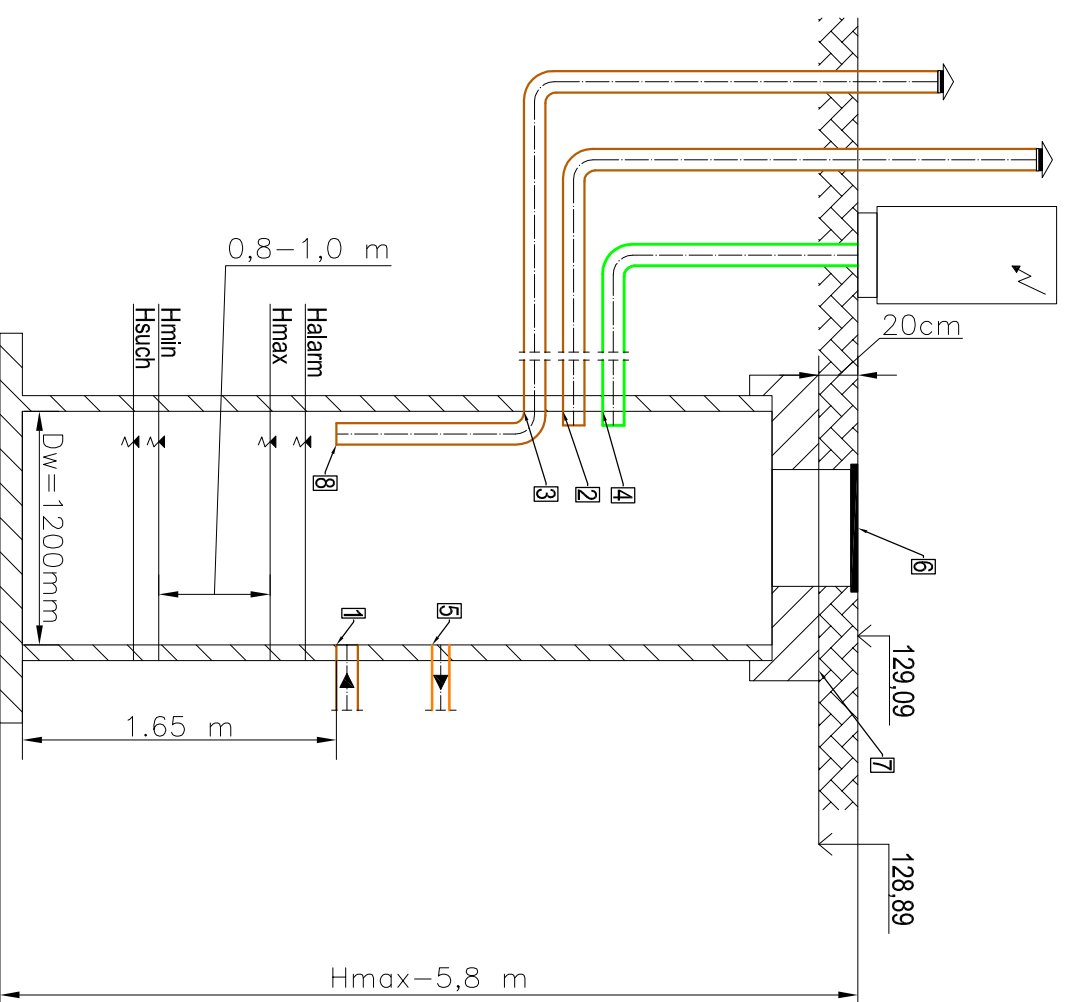 0,8-1,0 m
20cm
Hsuch
Hmin
Hmax
Halarm
Dw=1200mm
8
3
2
4
6
1
5
7
129,09
128,89
1.65 m
Hmax-5,8 m